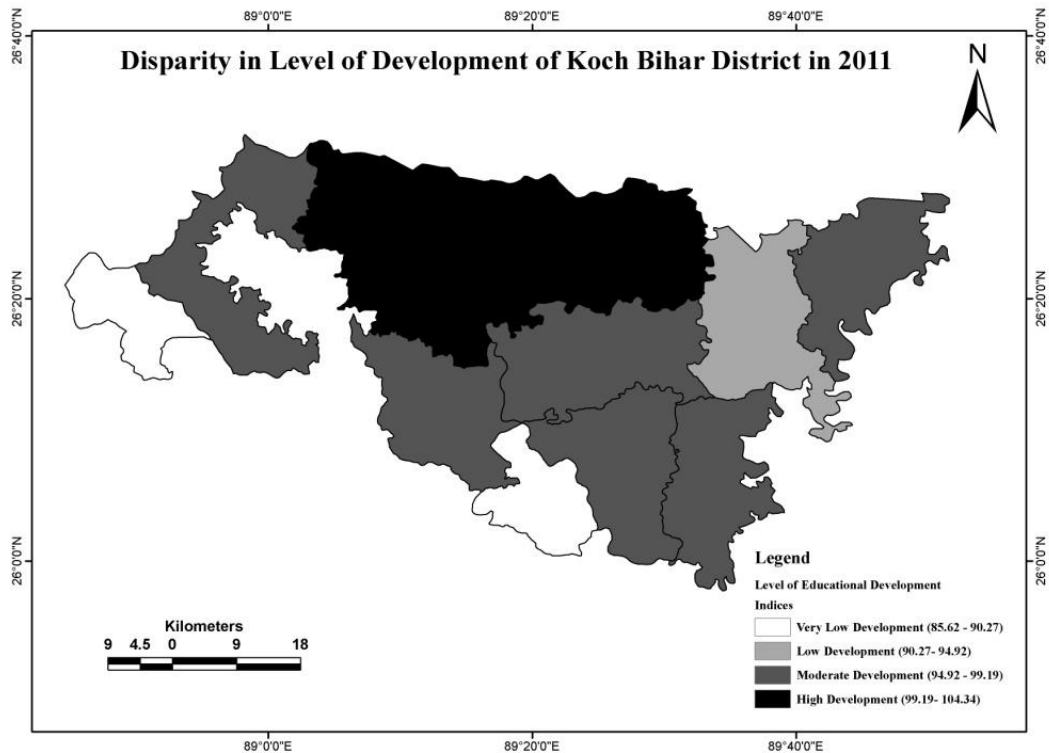 89°0'0"E 89°20'0"E 89°40'0"E
26°40'0"N 26°40'0"N
Disparity in Level of Development of Koch Bihar District in 2011
N
26°20'0"N 26°20'0"N
26°0'0"N 26°0'0"N
Legend
Level of Educational Development
Indices
Very Low Development (85.62 - 90.27)
Low Development (90.27- 94.92)
Moderate Development (94.92 - 99.19)
High Development (99.19- 104.34)
Kilometers
9 4.5 0 9 18
89°0'0"E 89°20'0"E 89°40'0"E